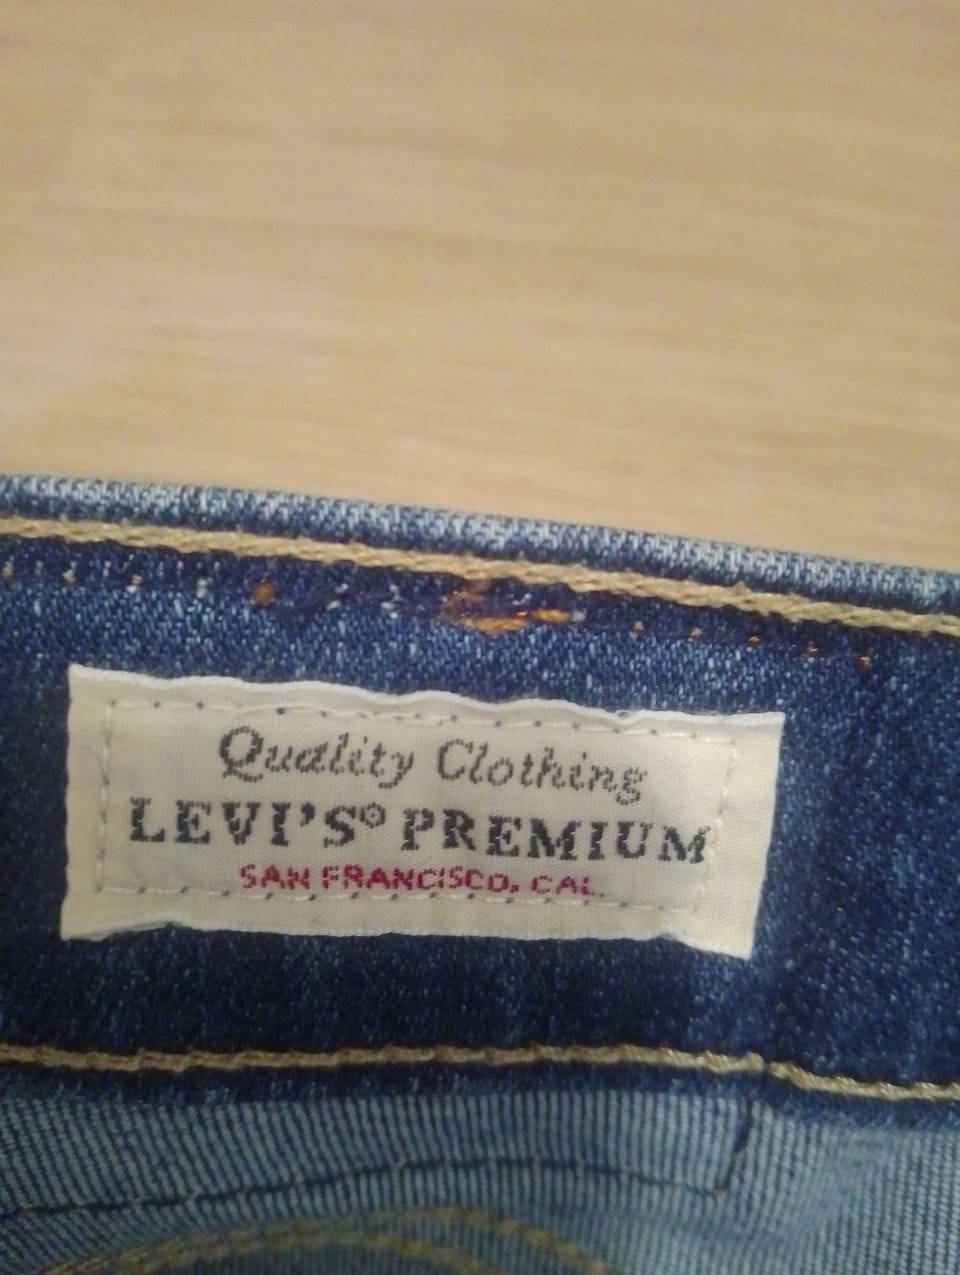 Quality Clothing
LEVI'S® PREMIUM
SAN FRANCISCO, CAL.